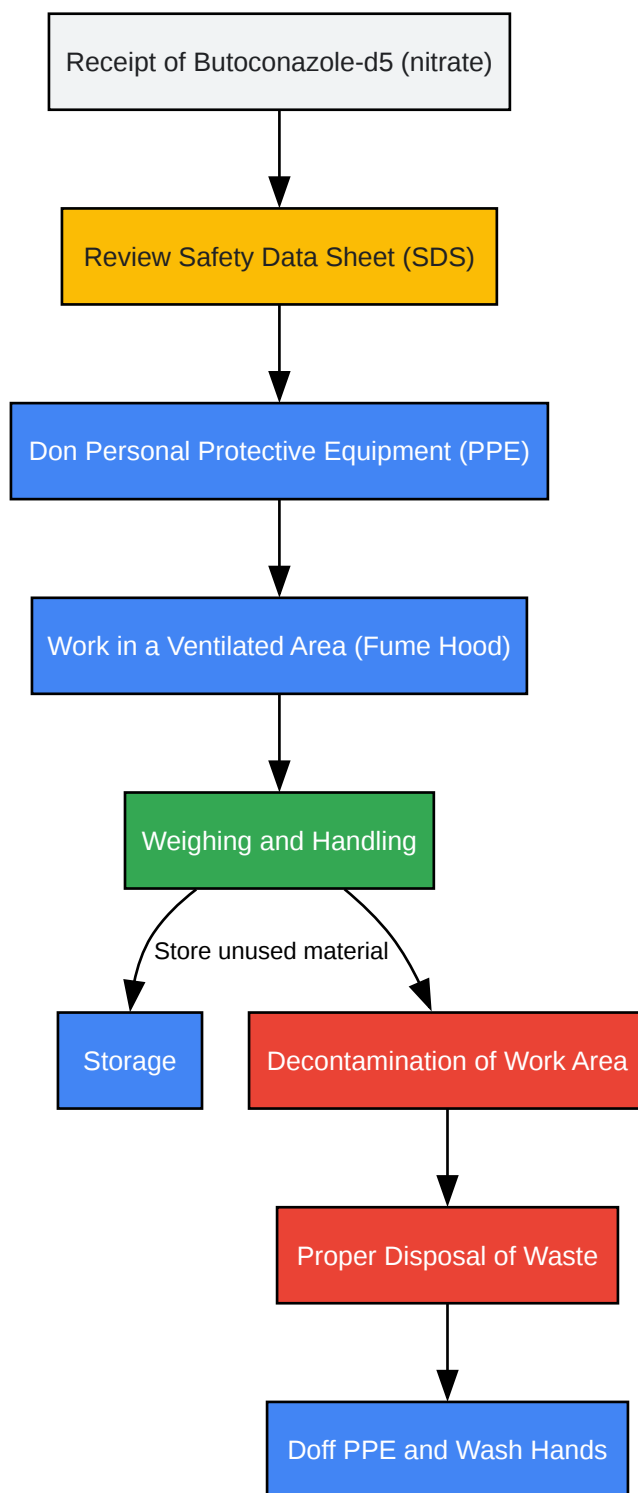 Receipt of Butoconazole-d5 (nitrate)
Review Safety Data Sheet (SDS)
Don Personal Protective Equipment (PPE)
Work in a Ventilated Area (Fume Hood)
Weighing and Handling
Store unused material
Storage
Decontamination of Work Area
Proper Disposal of Waste
Doff PPE and Wash Hands